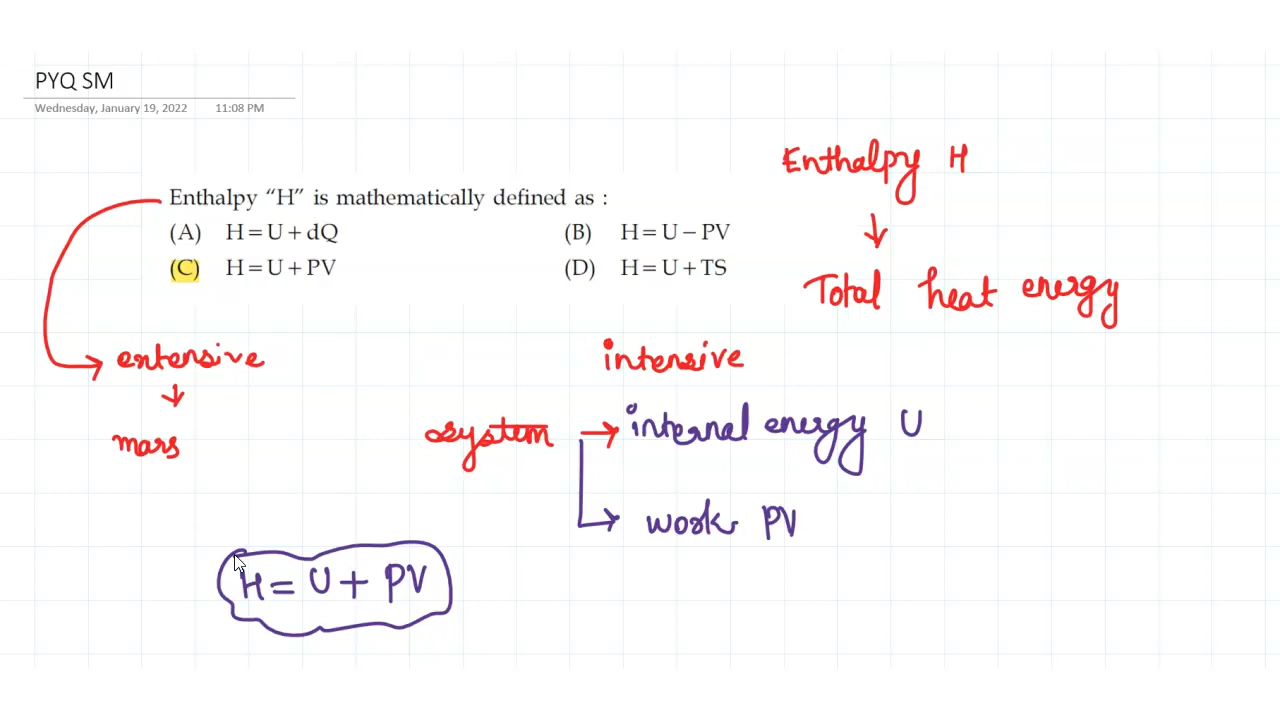 PYQ SM
Wednesday, January 19, 2022 11:08 PM
Enthalpy H
Enthalpy “H” is mathematically defined as :
(A) H = U + dQ (B) H = U − PV
(C) H = U + PV (D) H = U + TS
Total heat energy
extensive intensive
mass
system → internal energy U
work PV
H = U + PV